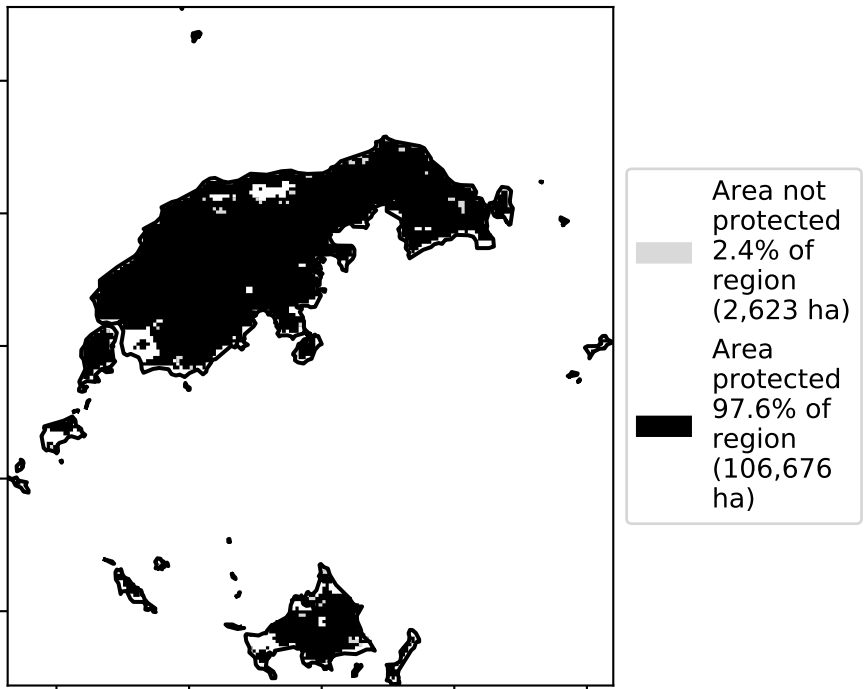 Area not
protected
2.4% of
region
(2,623 ha)
Area
protected
97.6% of
region
(106,676
ha)